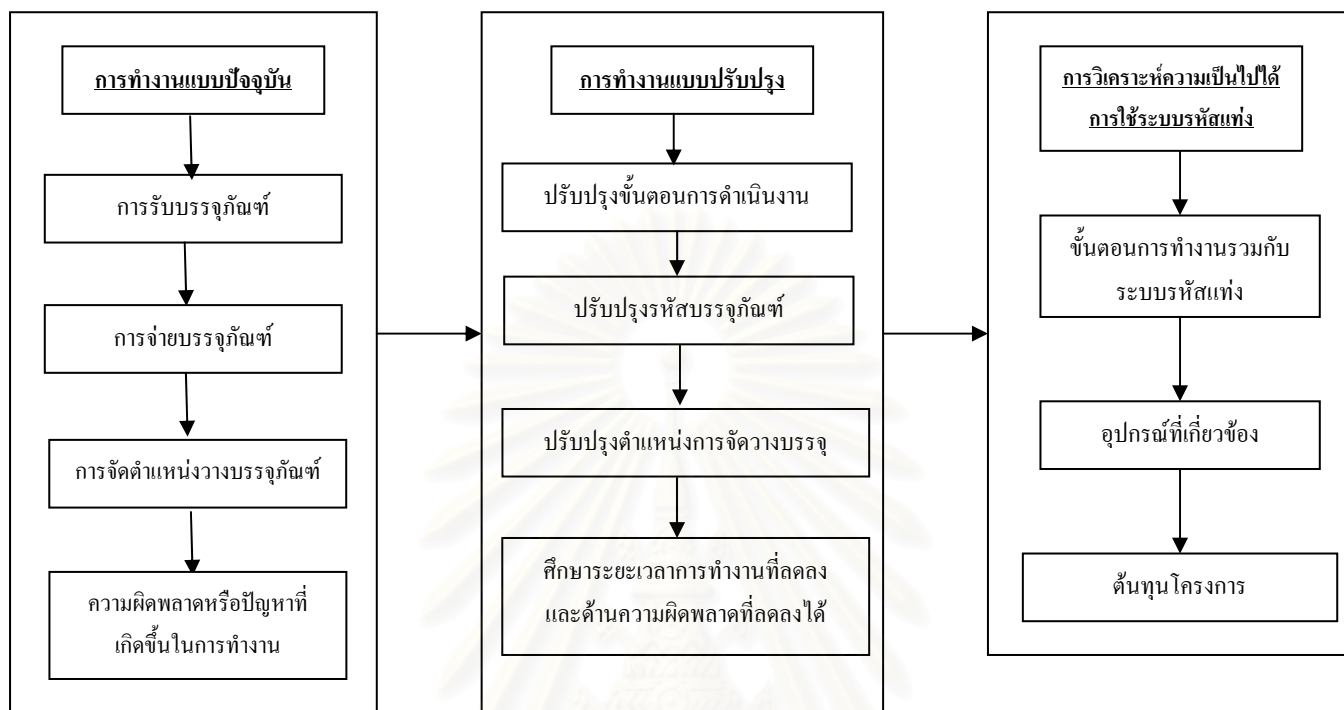 การทำงานแบบปัจจุบัน
การรับบรรจุภัณฑ์
การจ่ายบรรจุภัณฑ์
การจัดตำแหน่งวางบรรจุภัณฑ์
ความผิดพลาดหรือปัญหาที่
เกิดขึ้นในการทำงาน
การทำงานแบบปรับปรุง
ปรับปรุงขั้นตอนการดำเนินงาน
ปรับปรุงรหัสบรรจุภัณฑ์
ปรับปรุงตำแหน่งการจัดวางบรรจุ
ศึกษาระยะเวลาการทำงานที่ลดลง
และด้านความผิดพลาดที่ลดลงได้
การวิเคราะห์ความเป็นไปได้
การใช้ระบบรหัสแท่ง
ขั้นตอนการทำงานรวมกับ
ระบบรหัสแท่ง
อุปกรณ์ที่เกี่ยวข้อง
ต้นทุนโครงการ